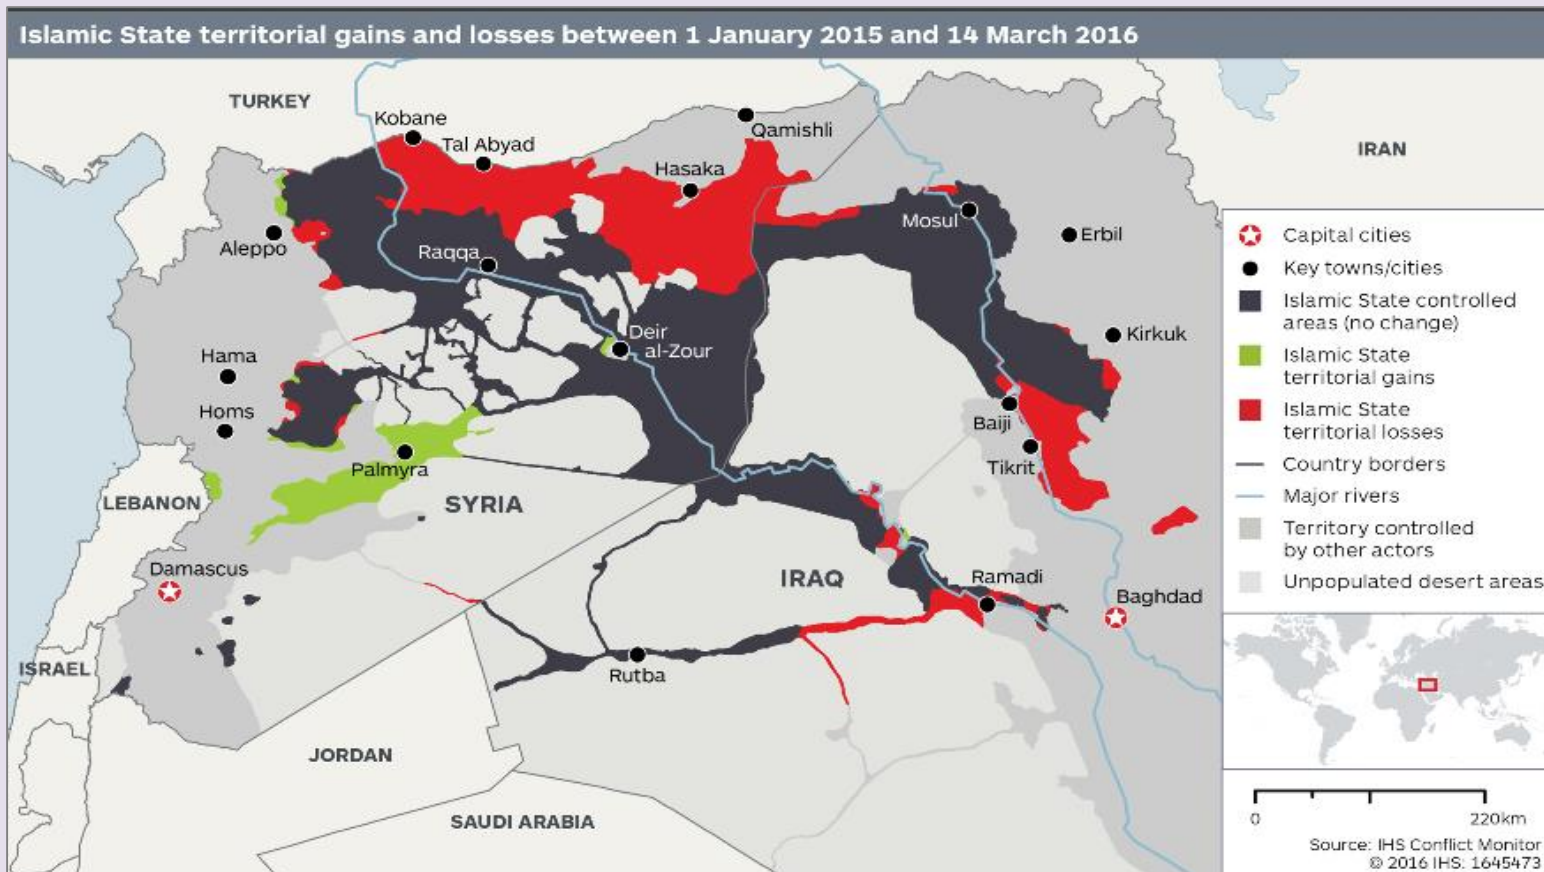 Islamic State territorial gains and losses between 1 January 2015 and 14 March 2016
TURKEY
Kobane
Tal Abyad
Qamishli
Hasaka
IRAN
Mosul
Erbil
Aleppo
Raqqa
Deir
al-Zour
Kirkuk
Hama
Homs
Baiji
Tikrit
Palmyra
LEBANON
SYRIA
Damascus
IRAQ
Ramadi
Baghdad
ISRAEL
Rutba
JORDAN
SAUDI ARABIA
Capital cities
Key towns/cities
Islamic State controlled
areas (no change)
Islamic State
territorial gains
Islamic State
territorial losses
Country borders
Major rivers
Territory controlled
by other actors
Unpopulated desert areas
0
220km
Source: IHS Conflict Monitor
© 2016 IHS: 1645473